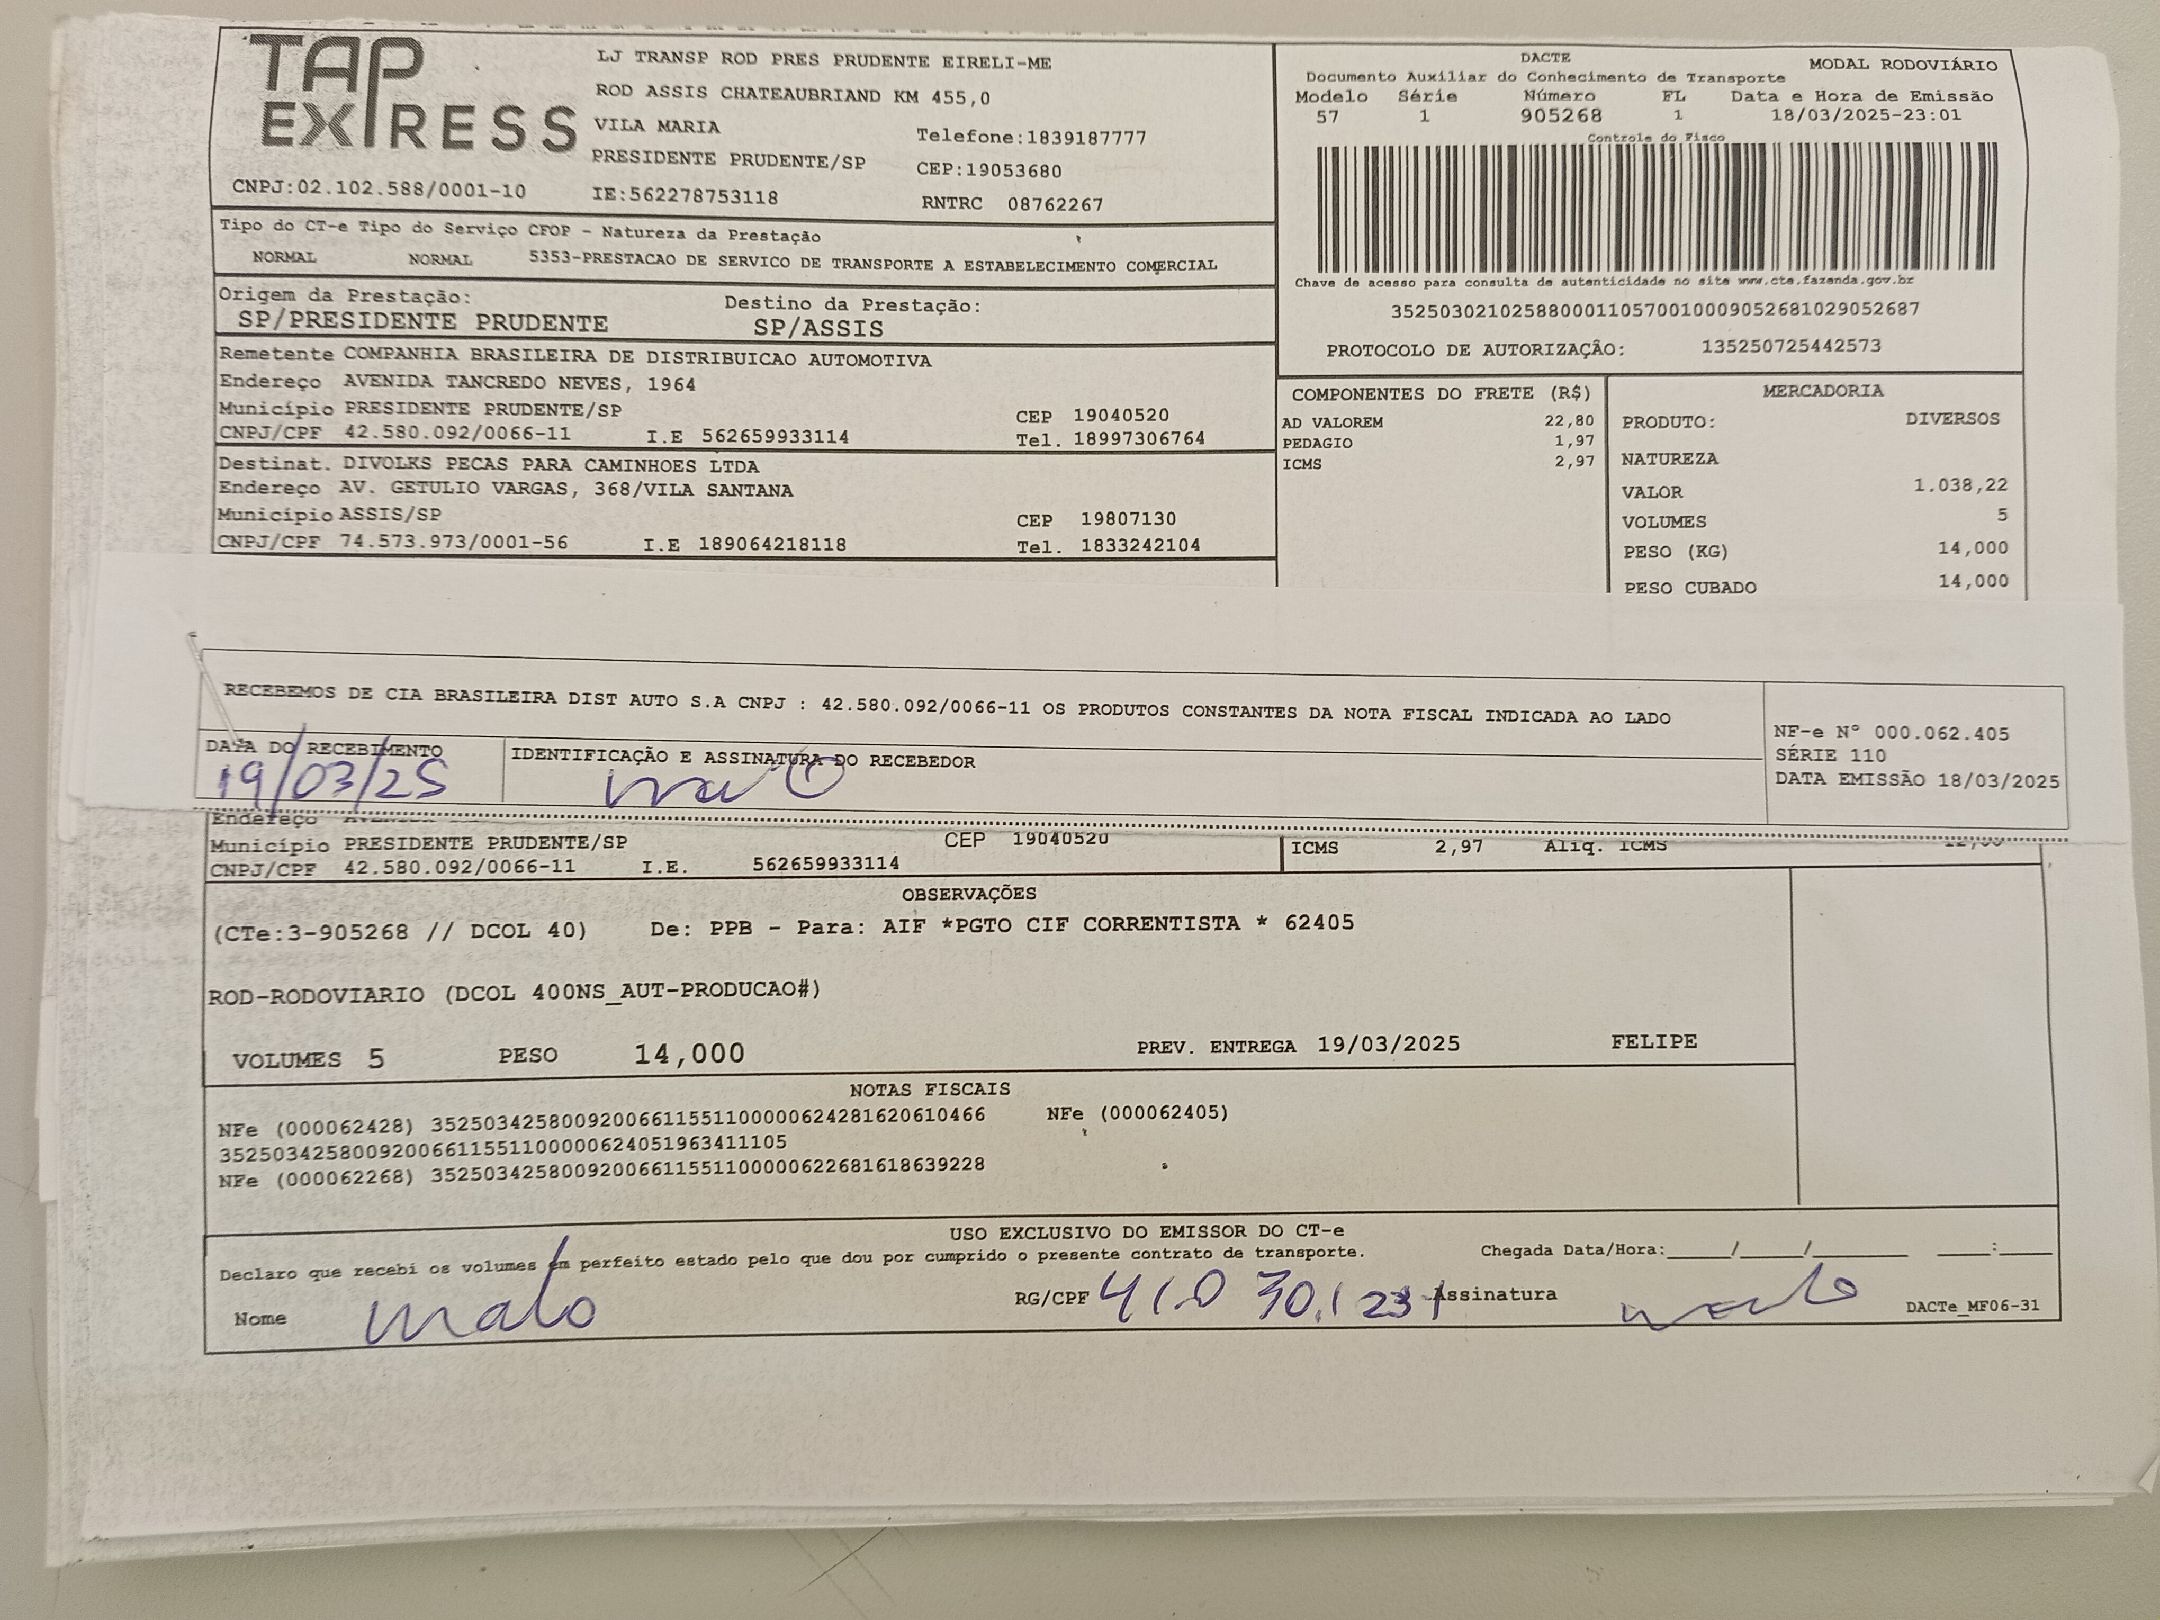 TAP EXPRESS
LJ TRANSP ROD PRES PRUDENTE EIRELI-ME
ROD ASSIS CHATEAUBRIAND KM 455,0
VILA MARIA
Telefone:1839187777
PRESIDENTE PRUDENTE/SP
CEP:19053680
CNPJ:02.102.588/0001-10
IE:562278753118
RNTRC 08762267
DACTE
MODAL RODOVIÁRIO
Documento Auxiliar do Conhecimento de Transporte
Modelo Série Número FL Data e Hora de Emissão
57 1 905268 1 18/03/2025-23:01
Controle do Fisco
Chave de acesso para consulta de autenticidade no site www.cte.fazenda.gov.br
35250302102588000110570010009052681029052687
PROTOCOLO DE AUTORIZAÇÃO: 135250725442573
Tipo do CT-e Tipo do Serviço CFOP - Natureza da Prestação
NORMAL NORMAL 5353-PRESTACAO DE SERVICO DE TRANSPORTE A ESTABELECIMENTO COMERCIAL
Origem da Prestação: Destino da Prestação:
SP/PRESIDENTE PRUDENTE SP/ASSIS
Remetente COMPANHIA BRASILEIRA DE DISTRIBUICAO AUTOMOTIVA
Endereço AVENIDA TANCREDO NEVES, 1964
Município PRESIDENTE PRUDENTE/SP CEP 19040520
CNPJ/CPF 42.580.092/0066-11 I.E 562659933114 Tel. 18997306764
Destinat. DIVOLKS PECAS PARA CAMINHOES LTDA
Endereço AV. GETULIO VARGAS, 368/VILA SANTANA
Município ASSIS/SP CEP 19807130
CNPJ/CPF 74.573.973/0001-56 I.E 189064218118 Tel. 1833242104
COMPONENTES DO FRETE (R$)
AD VALOREM 22,80
PEDAGIO 1,97
ICMS 2,97
MERCADORIA
PRODUTO: DIVERSOS
NATUREZA
VALOR 1.038,22
VOLUMES 5
PESO (KG) 14,000
PESO CUBADO 14,000
RECEBEMOS DE CIA BRASILEIRA DIST AUTO S.A CNPJ : 42.580.092/0066-11 OS PRODUTOS CONSTANTES DA NOTA FISCAL INDICADA AO LADO
DATA DO RECEBIMENTO
19/03/25
IDENTIFICAÇÃO E ASSINATURA DO RECEBEDOR
NF-e Nº 000.062.405
SÉRIE 110
DATA EMISSÃO 18/03/2025
Endereço
Município PRESIDENTE PRUDENTE/SP CEP 19040520
CNPJ/CPF 42.580.092/0066-11 I.E. 562659933114
ICMS 2,97 Aliq. ICMS
OBSERVAÇÕES
(CTe:3-905268 // DCOL 40) De: PPB - Para: AIF *PGTO CIF CORRENTISTA * 62405
ROD-RODOVIARIO (DCOL 400NS_AUT-PRODUCAO#)
VOLUMES 5 PESO 14,000 PREV. ENTREGA 19/03/2025 FELIPE
NOTAS FISCAIS
NFe (000062428) 35250342580092006611551100000624281620610466 NFe (000062405)
35250342580092006611551100000624051963411105
NFe (000062268) 35250342580092006611551100000622681618639228
USO EXCLUSIVO DO EMISSOR DO CT-e
Declaro que recebi os volumes em perfeito estado pelo que dou por cumprido o presente contrato de transporte. Chegada Data/Hora:_____/_____/________ _____:_____
Nome RG/CPF Assinatura
DACTe_MF06-31